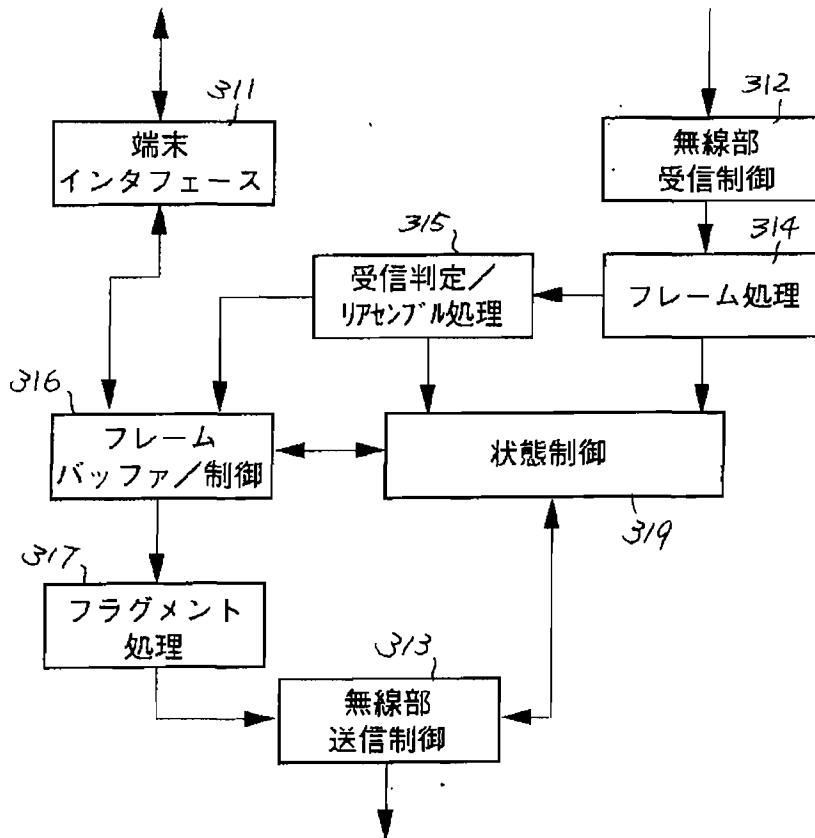 311
端末
インタフェース
312
無線部
受信制御
315
受信判定／
リアセンブル処理
314
フレーム処理
316
フレーム
バッファ／制御
状態制御
319
317
フラグメント
処理
313
無線部
送信制御